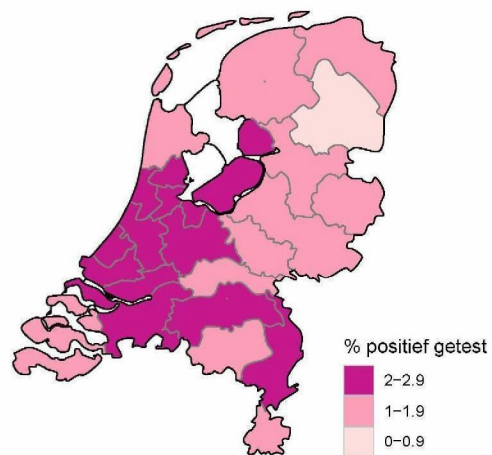 % positief getest
2–2.9
1–1.9
0–0.9